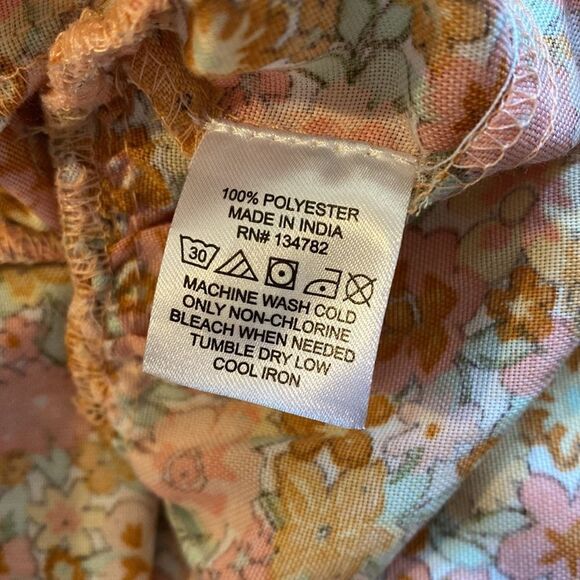 100% POLYESTER
MADE IN INDIA
RN# 134782
30
MACHINE WASH COLD
ONLY NON-CHLORINE
BLEACH WHEN NEEDED
TUMBLE DRY LOW
COOL IRON